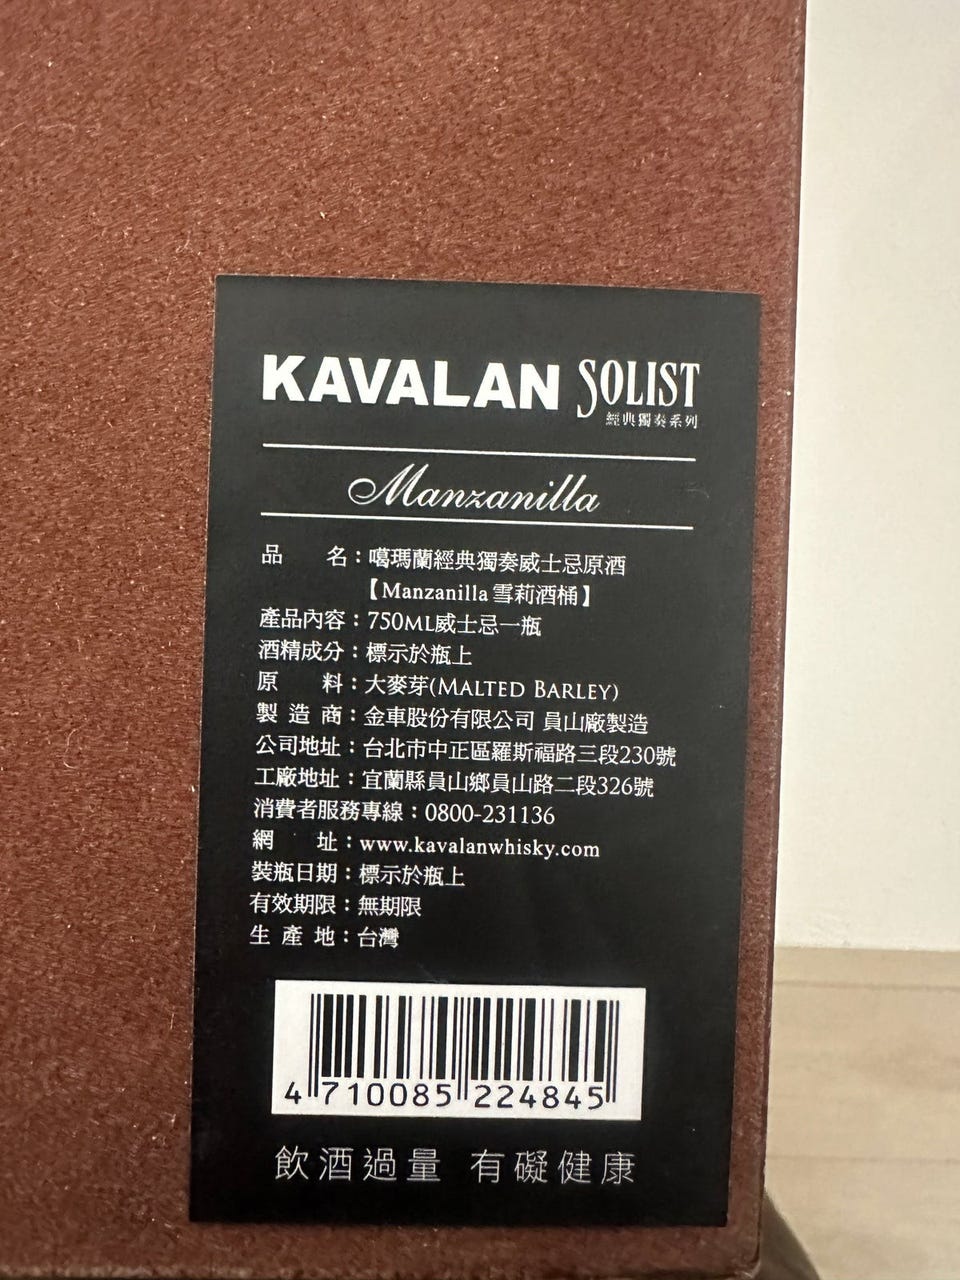 KAVALAN SOLIST
經典獨奏系列
Manzanilla
品名：噶瑪蘭經典獨奏威士忌原酒
【Manzanilla 雪莉酒桶】
產品內容：750ML威士忌一瓶
酒精成分：標示於瓶上
原料：大麥芽(MALTED BARLEY)
製造商：金車股份有限公司 員山廠製造
公司地址：台北市中正區羅斯福路三段230號
工廠地址：宜蘭縣員山鄉員山路二段326號
消費者服務專線：0800-231136
網址：www.kavalanwhisky.com
裝瓶日期：標示於瓶上
有效期限：無期限
生產地：台灣
4 710085 224845
飲酒過量 有礙健康